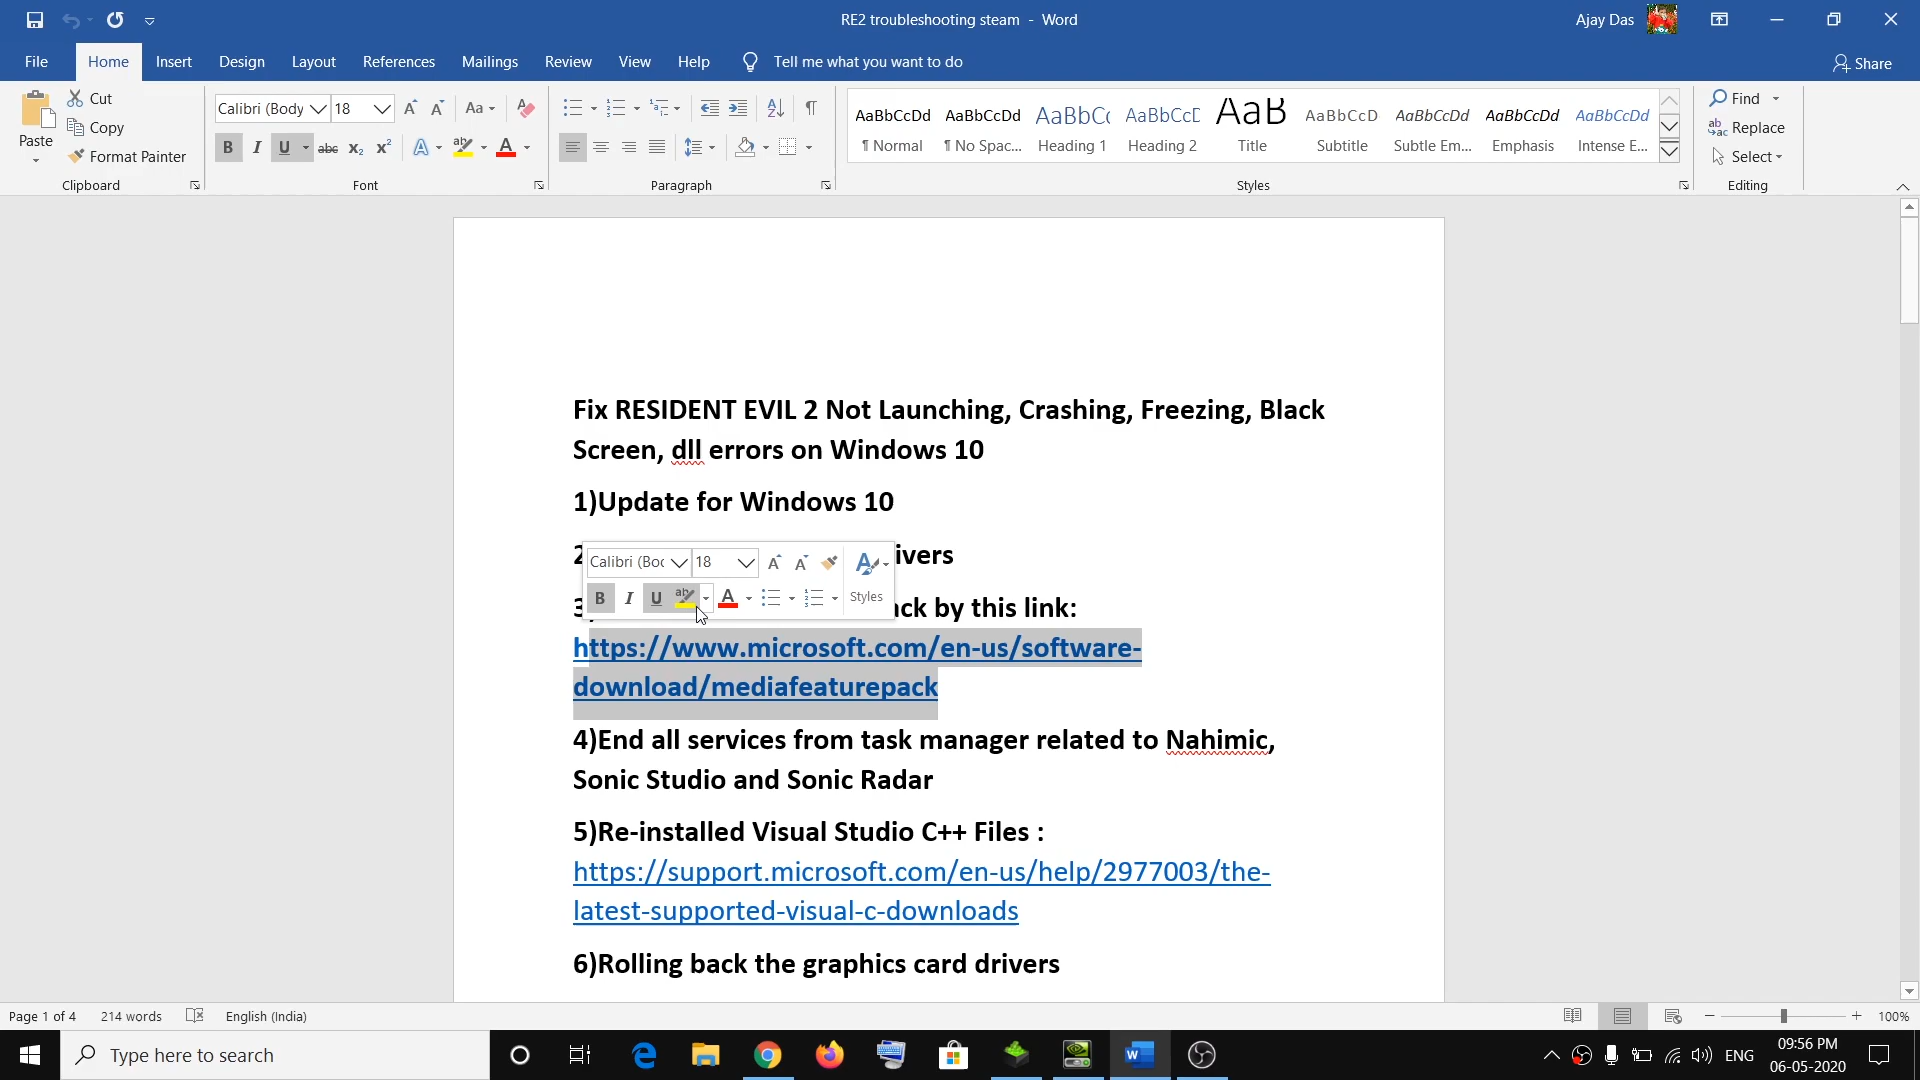 RE2 troubleshooting steam - Word
Ajay Das
File Home Insert Design Layout References Mailings Review View Help Tell me what you want to do Share
Paste
Cut
Copy
Format Painter
Clipboard
Calibri (Body 18
Font
Paragraph
AaBbCcDd AaBbCcDd AaBbCc AaBbCcE AaB AaBbCcD AaBbCcDd AaBbCcDd AaBbCcDd
¶ Normal ¶ No Spac... Heading 1 Heading 2 Title Subtitle Subtle Em... Emphasis Intense E...
Styles
Find
Replace
Select
Editing
Fix RESIDENT EVIL 2 Not Launching, Crashing, Freezing, Black
Screen, dll errors on Windows 10
1)Update for Windows 10
2 ivers
Calibri (Boc 18
B I U Styles
3) ck by this link:
https://www.microsoft.com/en-us/software-
download/mediafeaturepack
4)End all services from task manager related to Nahimic,
Sonic Studio and Sonic Radar
5)Re-installed Visual Studio C++ Files :
https://support.microsoft.com/en-us/help/2977003/the-
latest-supported-visual-c-downloads
6)Rolling back the graphics card drivers
Page 1 of 4 214 words English (India) 100%
Type here to search
ENG
09:56 PM
06-05-2020